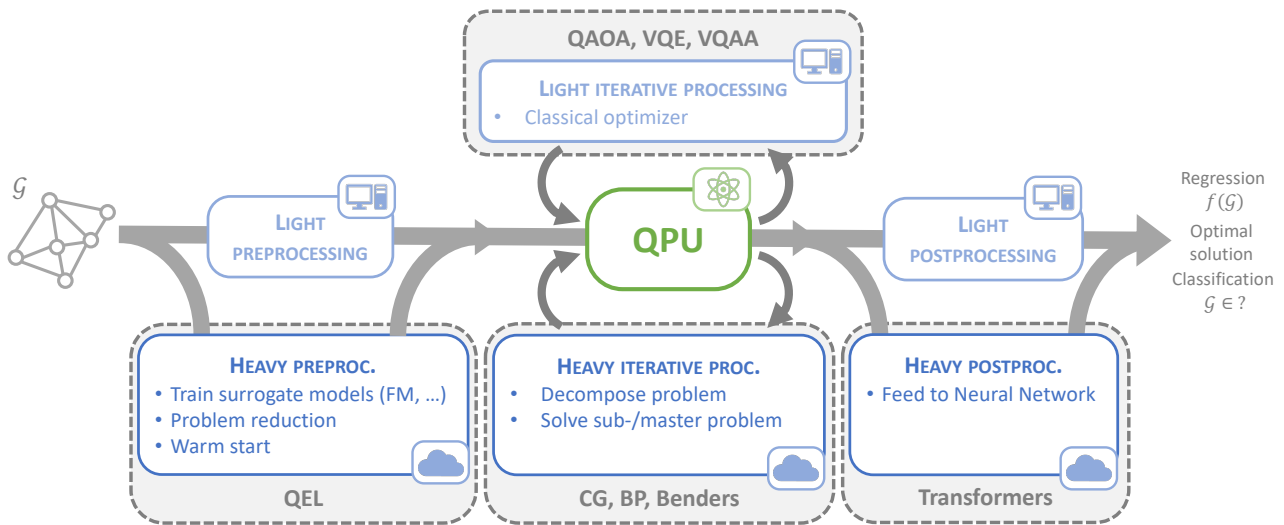 QAOA, VQE, VQAA
LIGHT ITERATIVE PROCESSING
• Classical optimizer
𝒢
LIGHT
PREPROCESSING
QPU
LIGHT
POSTPROCESSING
Regression
f(𝒢)
Optimal
solution
Classification
𝒢 ∈ ?
HEAVY PREPROC.
• Train surrogate models (FM, ...)
• Problem reduction
• Warm start
QEL
HEAVY ITERATIVE PROC.
• Decompose problem
• Solve sub-/master problem
CG, BP, Benders
HEAVY POSTPROC.
• Feed to Neural Network
Transformers